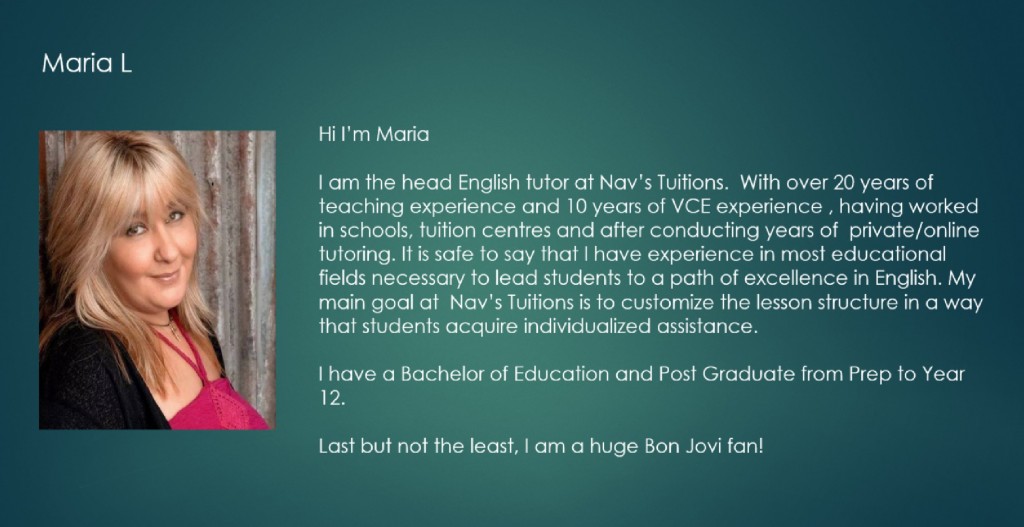 Maria L
Hi I'm Maria
I am the head English tutor at Nav's Tuitions.  With over 20 years of
teaching experience and 10 years of VCE experience , having worked
in schools, tuition centres and after conducting years of  private/online
tutoring. It is safe to say that I have experience in most educational
fields necessary to lead students to a path of excellence in English. My
main goal at  Nav's Tuitions is to customize the lesson structure in a way
that students acquire individualized assistance.
I have a Bachelor of Education and Post Graduate from Prep to Year
12.
Last but not the least, I am a huge Bon Jovi fan!